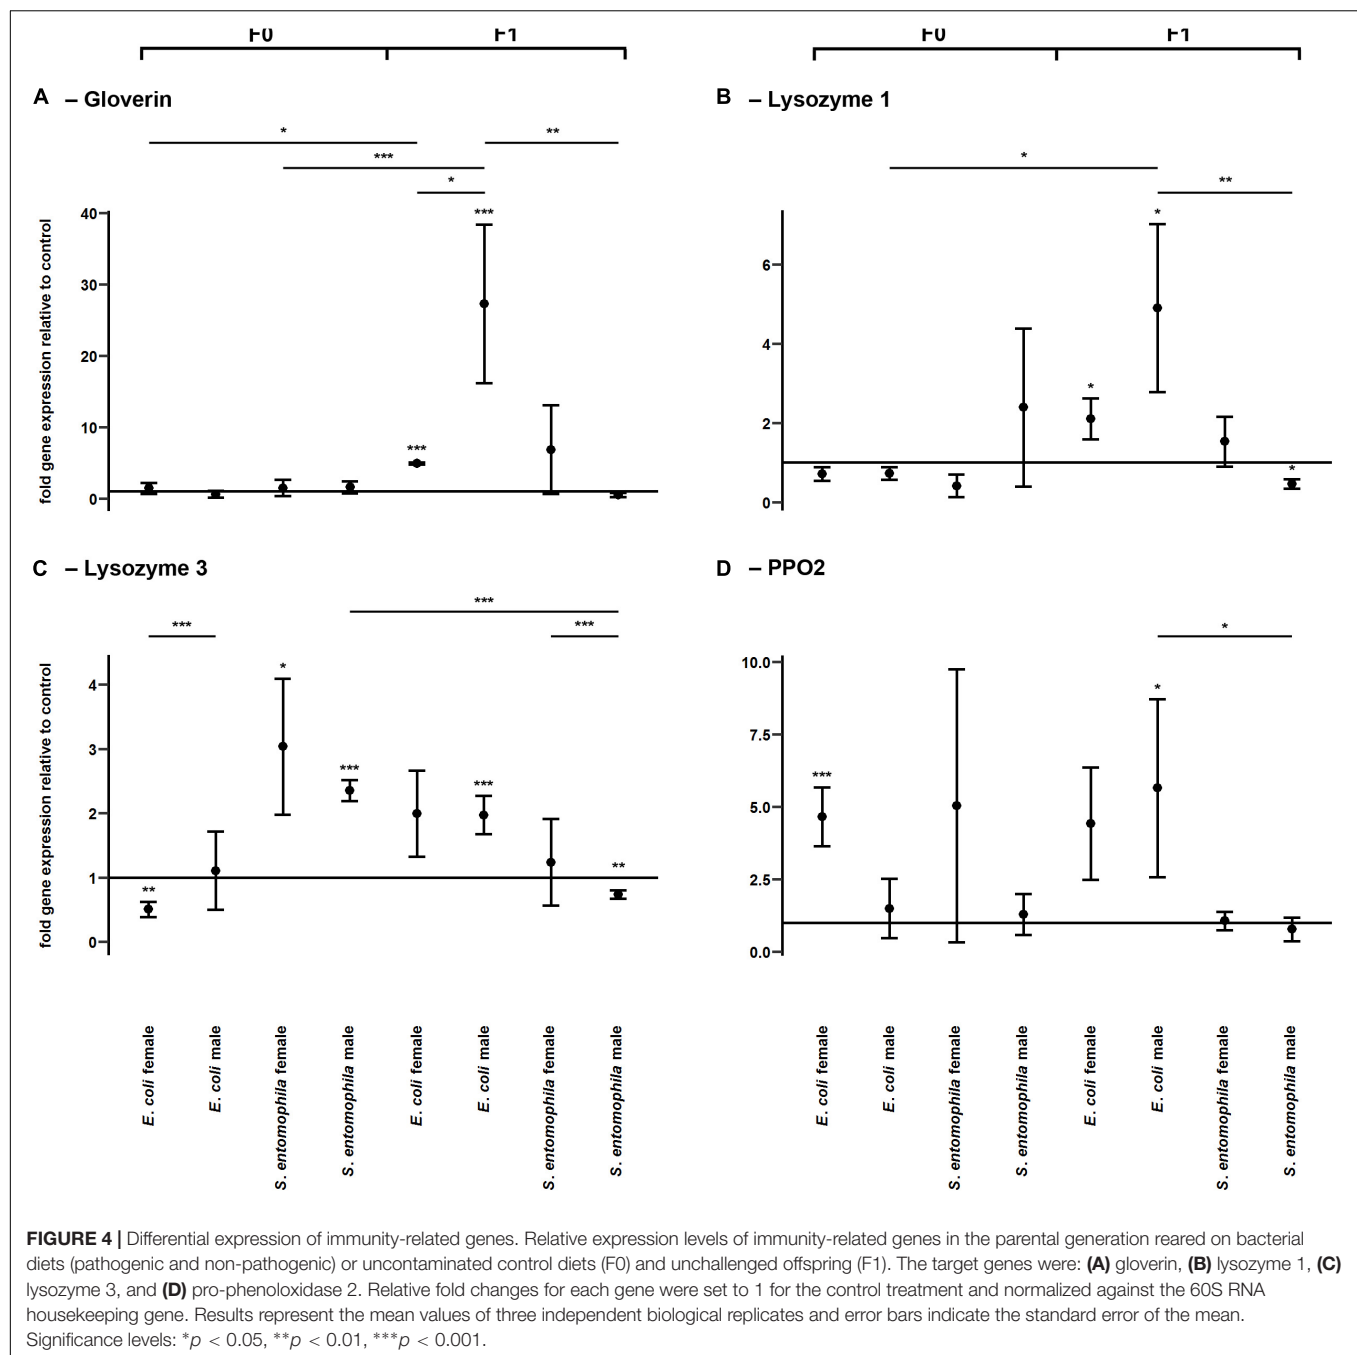 F0
F1
F0
F1
A – Gloverin
B – Lysozyme 1
*
**
***
*
*
**
***
*
***
*
*
fold gene expression relative to control
40
30
20
10
0
6
4
2
0
C – Lysozyme 3
D – PPO2
***
***
***
*
*
***
***
**
**
*
***
fold gene expression relative to control
4
3
2
1
0
10.0
7.5
5.0
2.5
0.0
E. coli female
E. coli male
S. entomophila female
S. entomophila male
E. coli female
E. coli male
S. entomophila female
S. entomophila male
E. coli female
E. coli male
S. entomophila female
S. entomophila male
E. coli female
E. coli male
S. entomophila female
S. entomophila male
FIGURE 4 | Differential expression of immunity-related genes. Relative expression levels of immunity-related genes in the parental generation reared on bacterial
diets (pathogenic and non-pathogenic) or uncontaminated control diets (F0) and unchallenged offspring (F1). The target genes were: (A) gloverin, (B) lysozyme 1, (C)
lysozyme 3, and (D) pro-phenoloxidase 2. Relative fold changes for each gene were set to 1 for the control treatment and normalized against the 60S RNA
housekeeping gene. Results represent the mean values of three independent biological replicates and error bars indicate the standard error of the mean.
Significance levels: *p < 0.05, **p < 0.01, ***p < 0.001.